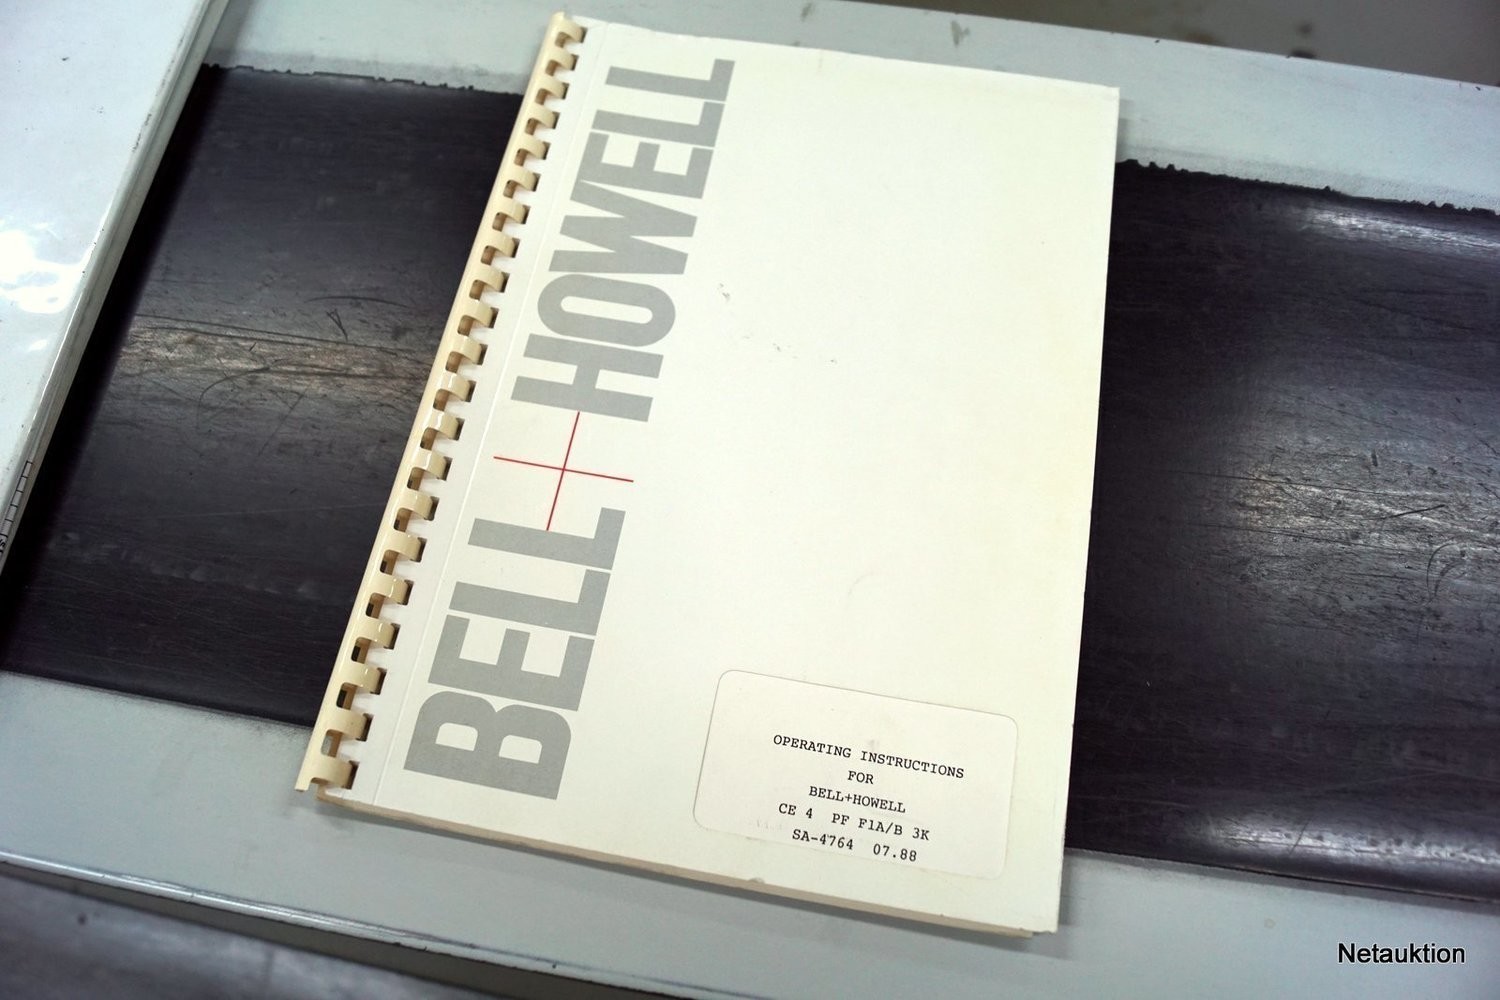 BELL+HOWELL
OPERATING INSTRUCTIONS
FOR
BELL+HOWELL
CE 4 PF F1A/B 3K
SA-4764 07.88
Netauktion